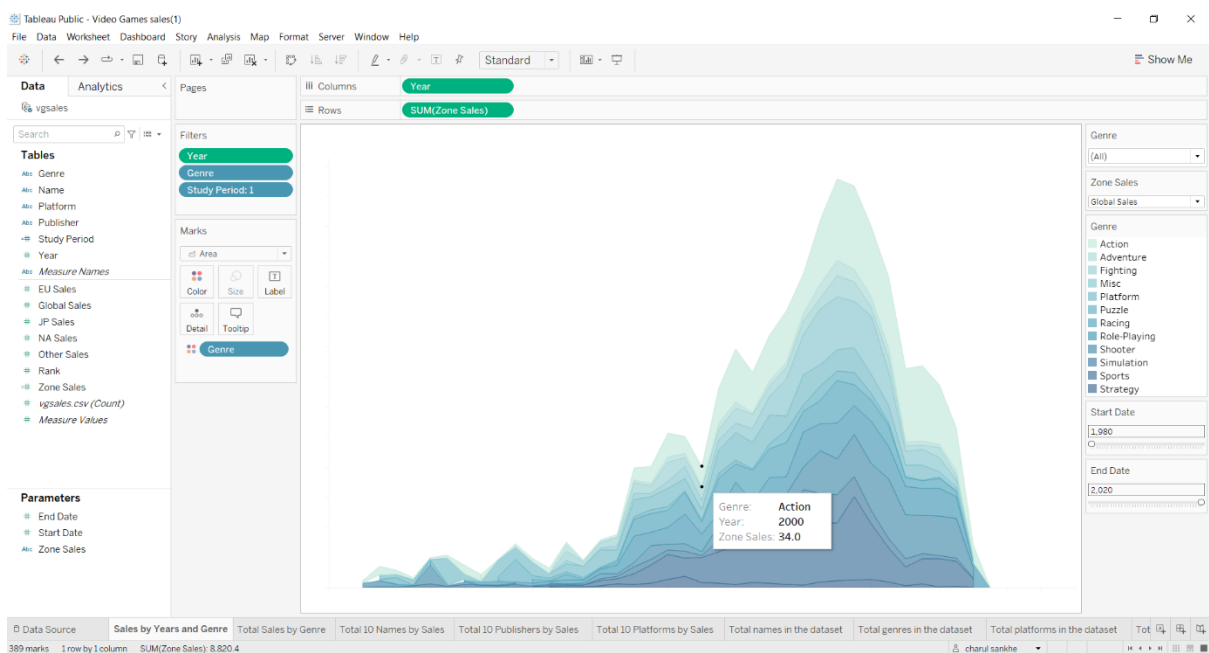 Tableau Public - Video Games sales(1)
File Data Worksheet Dashboard Story Analysis Map Format Server Window Help
Standard
Show Me
Data Analytics
vgsales
Search
Tables
Abc Genre
Abc Name
Abc Platform
Abc Publisher
Study Period
# Year
Abc Measure Names
# EU Sales
# Global Sales
# JP Sales
# NA Sales
# Other Sales
# Rank
Zone Sales
# vgsales.csv (Count)
# Measure Values
Parameters
# End Date
# Start Date
Abc Zone Sales
Pages
Filters
Year
Genre
Study Period: 1
Marks
Area
Color Size Label
Detail Tooltip
Genre
Columns Year
Rows SUM(Zone Sales)
Genre: Action
Year: 2000
Zone Sales: 34.0
Genre
(All)
Zone Sales
Global Sales
Genre
Action
Adventure
Fighting
Misc
Platform
Puzzle
Racing
Role-Playing
Shooter
Simulation
Sports
Strategy
Start Date
1,980
End Date
2,020
Data Source Sales by Years and Genre Total Sales by Genre Total 10 Names by Sales Total 10 Publishers by Sales Total 10 Platforms by Sales Total names in the dataset Total genres in the dataset Total platforms in the dataset Tot
389 marks 1 row by 1 column SUM(Zone Sales): 8.820.4 charul sankhe